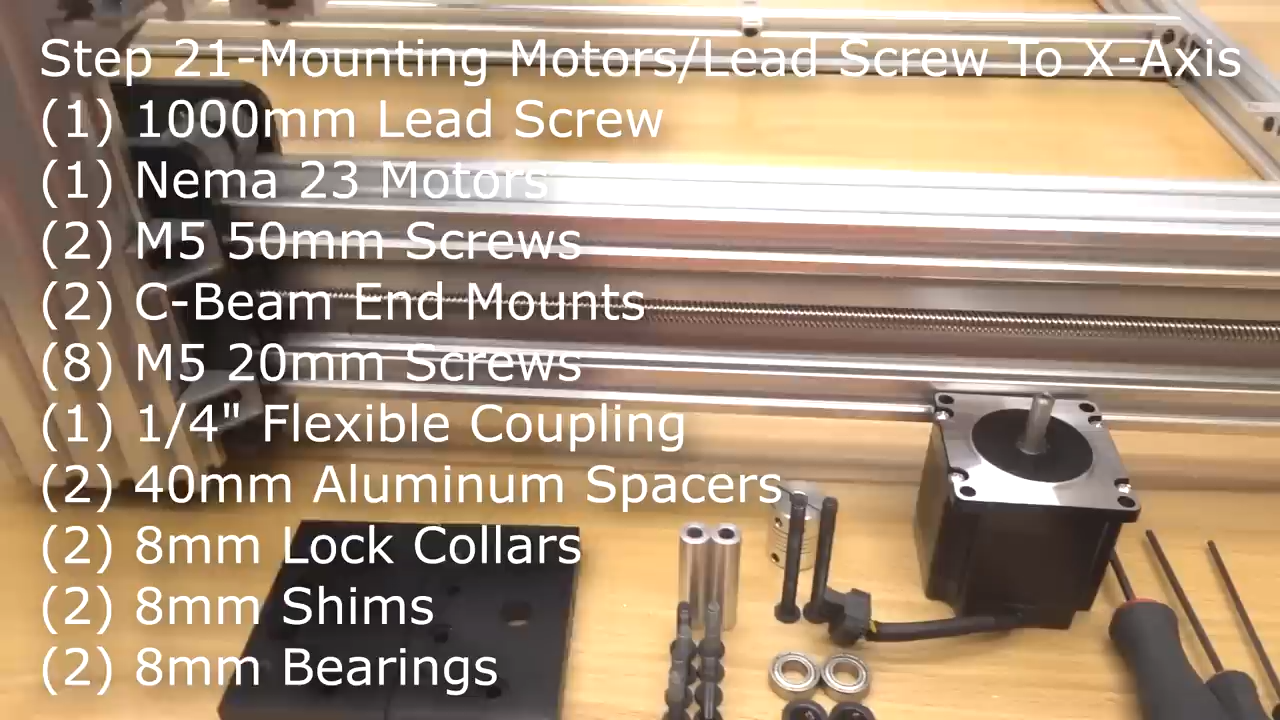 Step 21-Mounting Motors/Lead Screw To X-Axis
(1) 1000mm Lead Screw
(1) Nema 23 Motors
(2) M5 50mm Screws
(2) C-Beam End Mounts
(8) M5 20mm Screws
(1) 1/4" Flexible Coupling
(2) 40mm Aluminum Spacers
(2) 8mm Lock Collars
(2) 8mm Shims
(2) 8mm Bearings